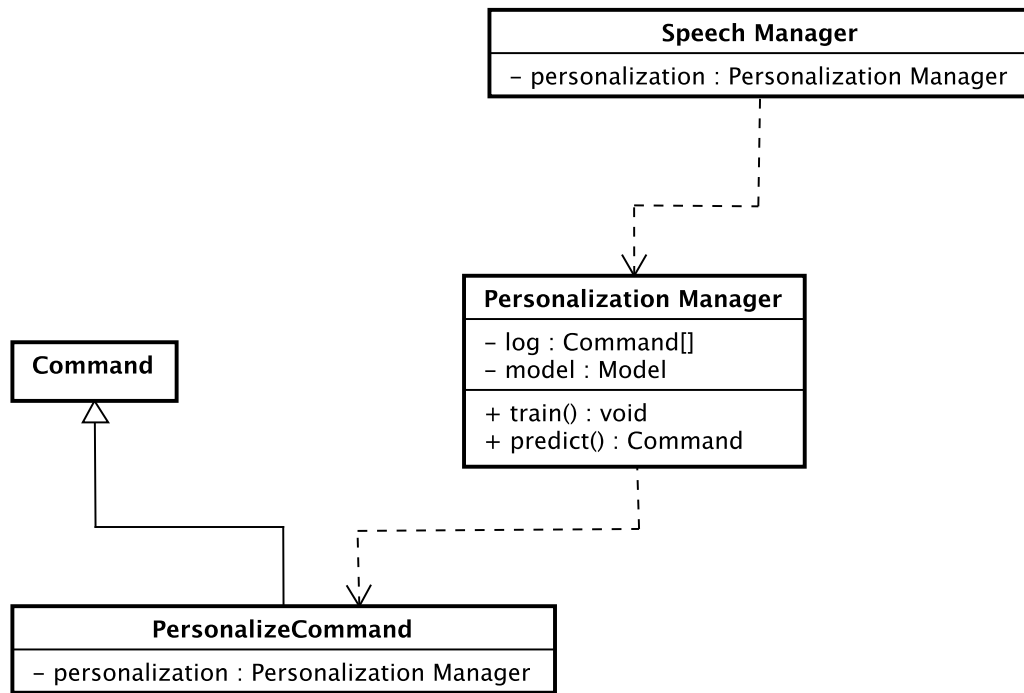 Speech Manager
– personalization : Personalization Manager
Personalization Manager
– log : Command[]
– model : Model
+ train() : void
+ predict() : Command
Command
PersonalizeCommand
– personalization : Personalization Manager